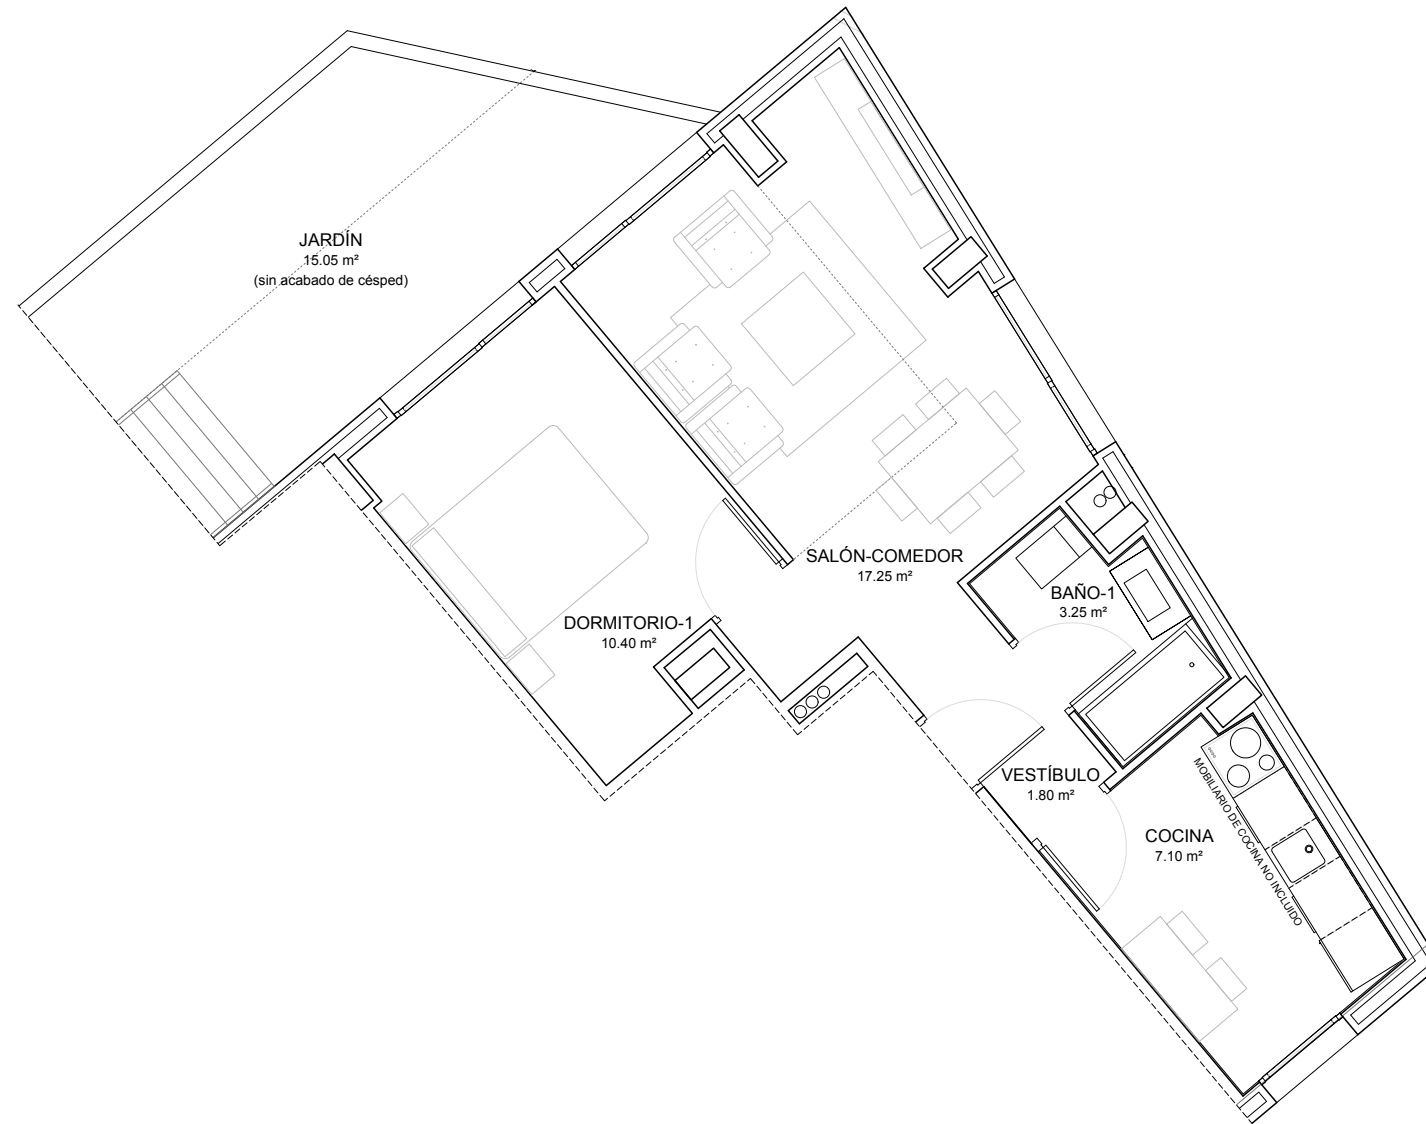 JARDÍN
15.05 m²
(sin acabado de césped)
SALÓN-COMEDOR
17.25 m²
BAÑO-1
3.25 m²
DORMITORIO-1
10.40 m²
VESTÍBULO
1.80 m²
COCINA
7.10 m²
MOBILIARIO DE COCINA NO INCLUIDO